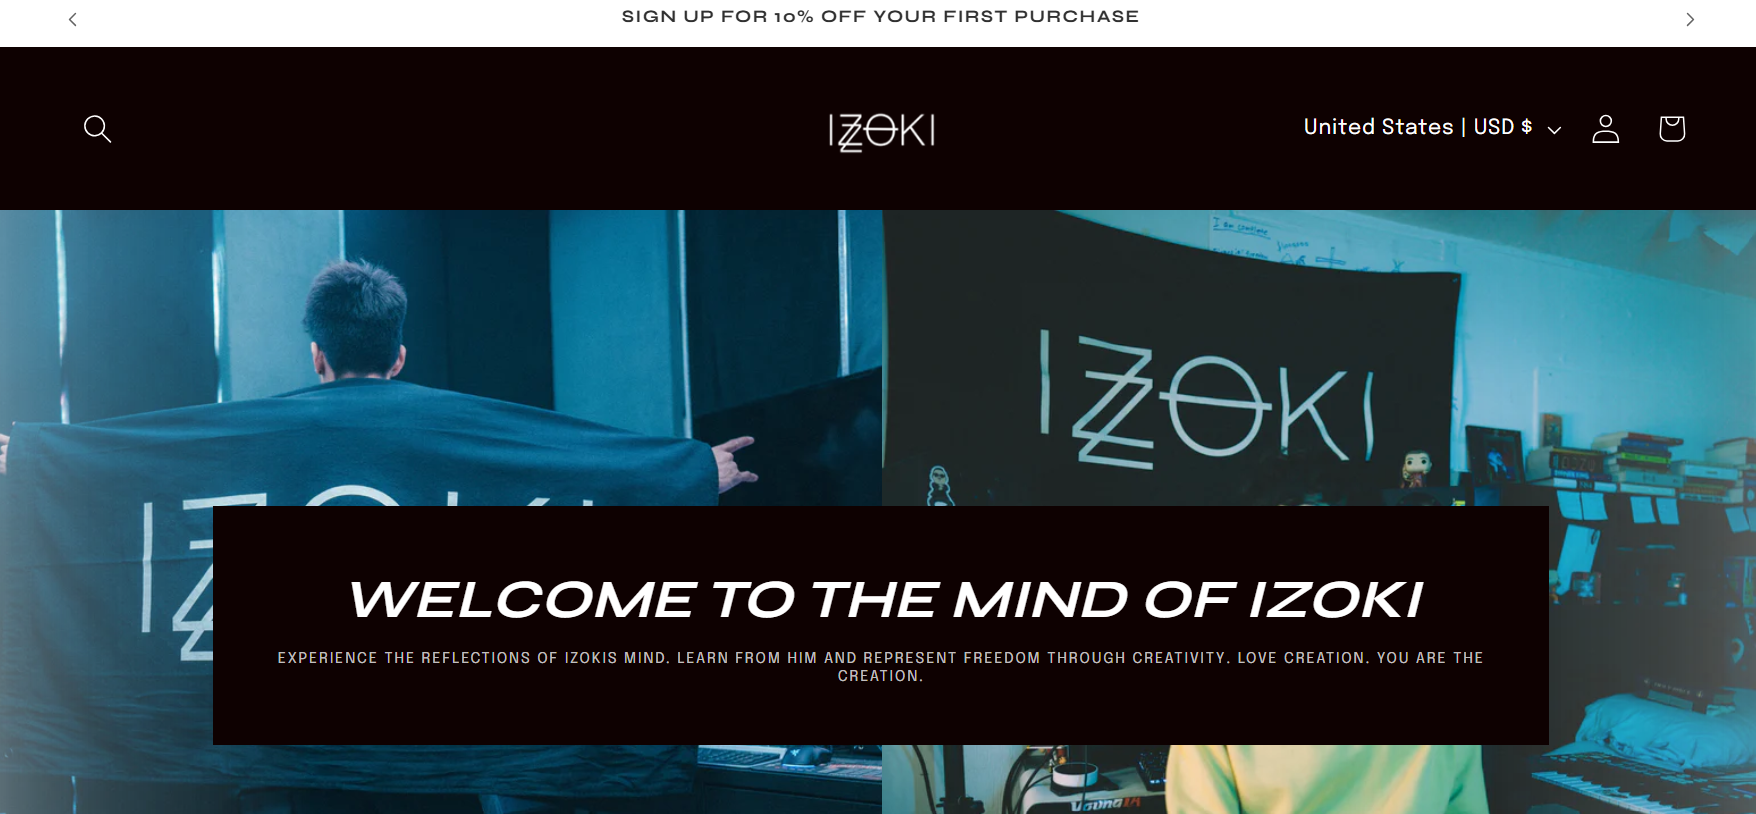 SIGN UP FOR 10% OFF YOUR FIRST PURCHASE
IZOKI
United States | USD $
IZOKI
IZOKI
WELCOME TO THE MIND OF IZOKI
EXPERIENCE THE REFLECTIONS OF IZOKIS MIND. LEARN FROM HIM AND REPRESENT FREEDOM THROUGH CREATIVITY. LOVE CREATION. YOU ARE THE
CREATION.